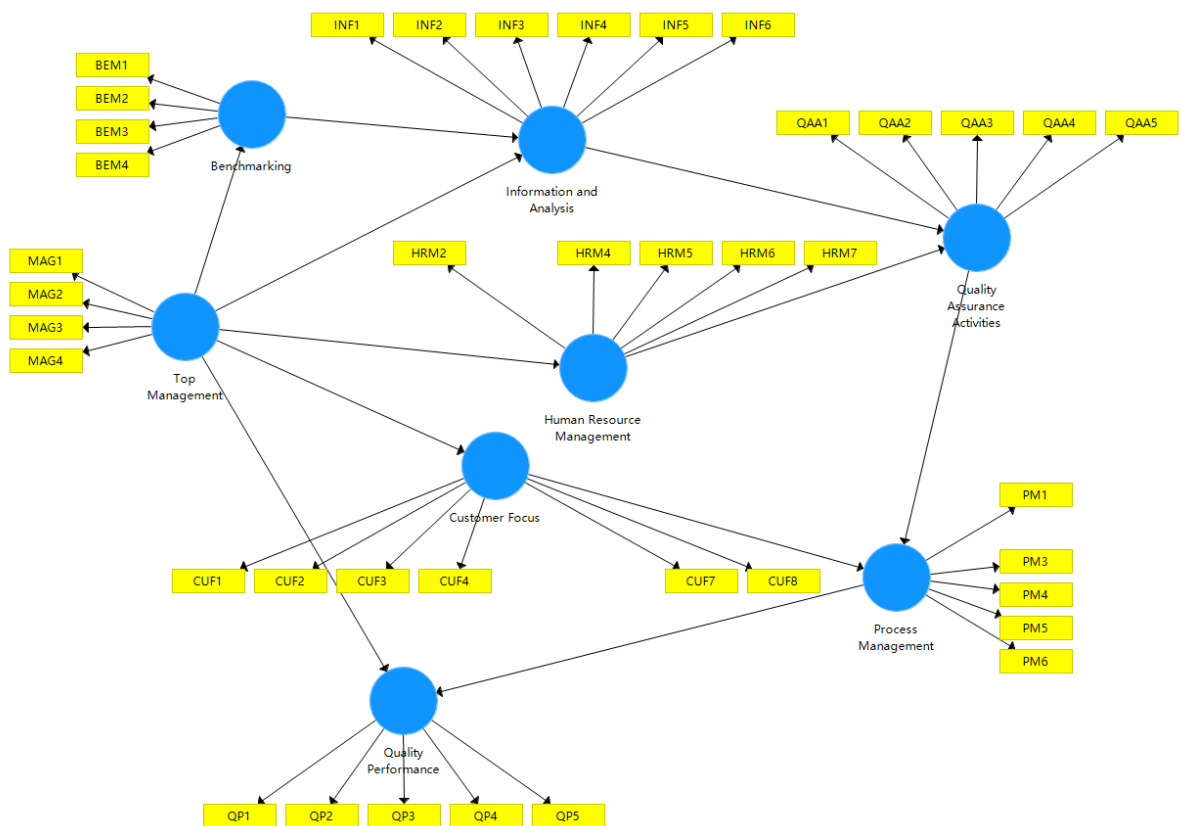 INF1 INF2 INF3 INF4 INF5 INF6
BEM1
BEM2
BEM3
BEM4
Benchmarking
Information and
Analysis
QAA1 QAA2 QAA3 QAA4 QAA5
Quality
Assurance
Activities
MAG1
MAG2
MAG3
MAG4
Top
Management
HRM2 HRM4 HRM5 HRM6 HRM7
Human Resource
Management
Customer Focus
CUF1 CUF2 CUF3 CUF4 CUF7 CUF8
PM1
PM3
PM4
PM5
PM6
Process
Management
Quality
Performance
QP1 QP2 QP3 QP4 QP5